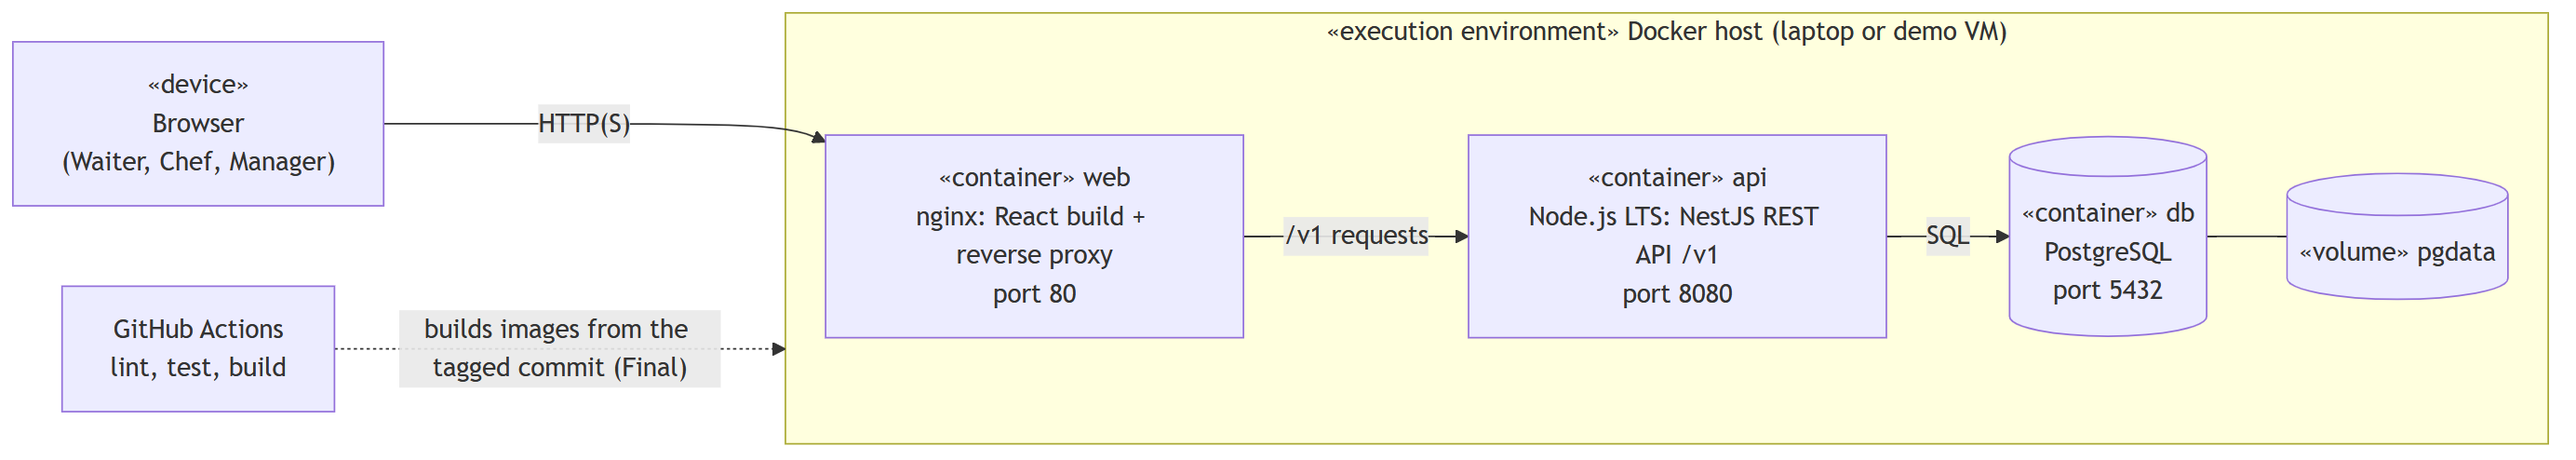 «execution environment» Docker host (laptop or demo VM)
«device»
Browser
(Waiter, Chef, Manager)
HTTP(S)
«container» web
nginx: React build +
reverse proxy
port 80
/v1 requests
«container» api
Node.js LTS: NestJS REST
API /v1
port 8080
SQL
«container» db
PostgreSQL
port 5432
«volume» pgdata
GitHub Actions
lint, test, build
builds images from the
tagged commit (Final)